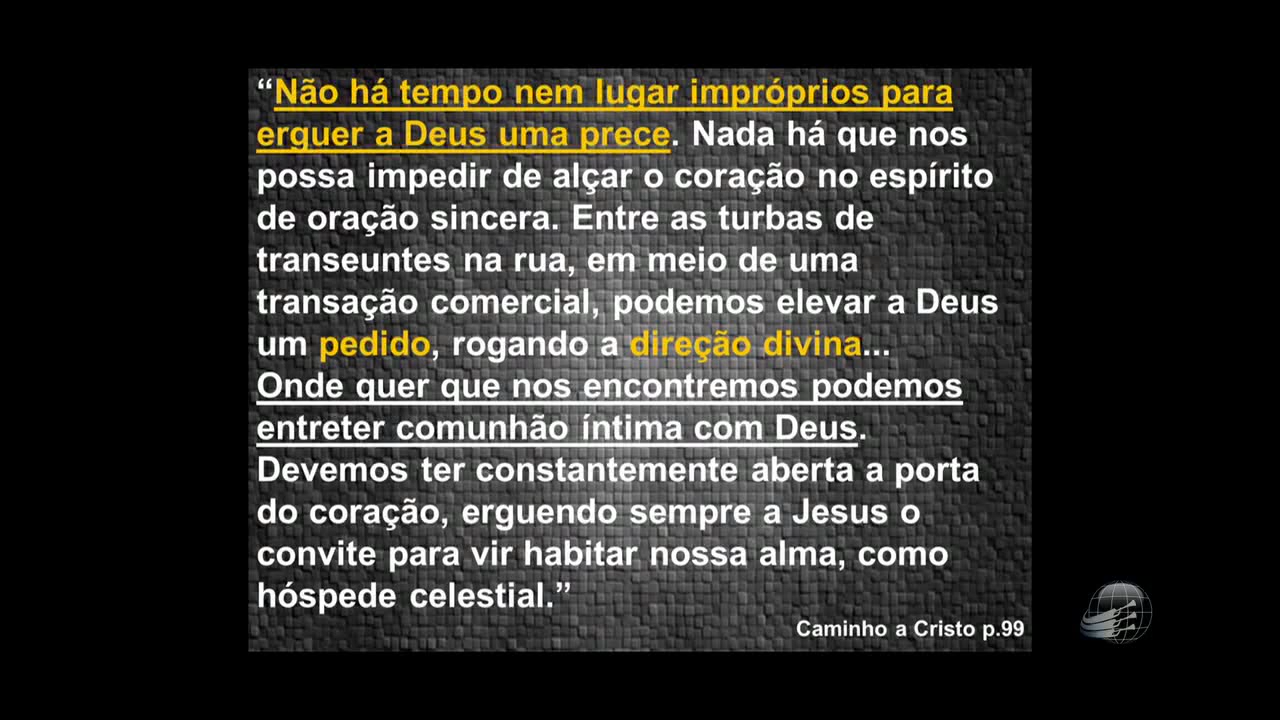 “Não há tempo nem lugar impróprios para
erguer a Deus uma prece. Nada há que nos
possa impedir de alçar o coração no espírito
de oração sincera. Entre as turbas de
transeuntes na rua, em meio de uma
transação comercial, podemos elevar a Deus
um pedido, rogando a direção divina...
Onde quer que nos encontremos podemos
entreter comunhão íntima com Deus.
Devemos ter constantemente aberta a porta
do coração, erguendo sempre a Jesus o
convite para vir habitar nossa alma, como
hóspede celestial.”
Caminho a Cristo p.99